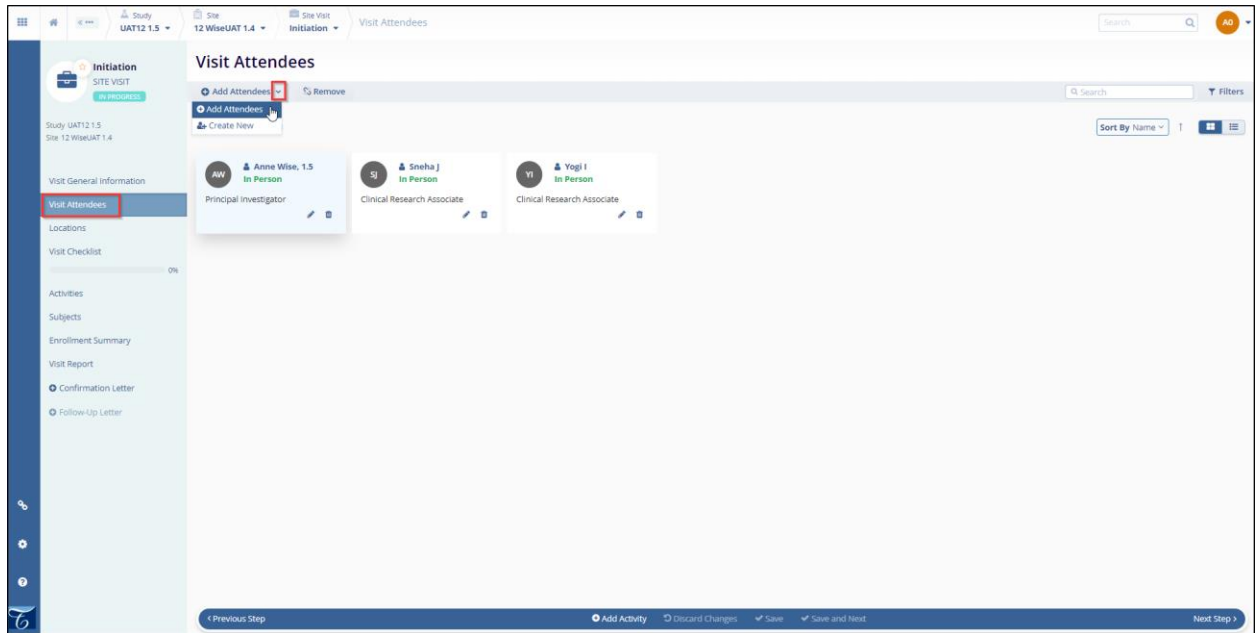 Study
UAT12 1.5
Site
12 WiseUAT 1.4
Site Visit
Initiation
Visit Attendees
Search
AO
Initiation
SITE VISIT
IN PROGRESS
Study UAT12 1.5
Site 12 WiseUAT 1.4
Visit General Information
Visit Attendees
Locations
Visit Checklist
0%
Activities
Subjects
Enrollment Summary
Visit Report
Confirmation Letter
Follow-Up Letter
Visit Attendees
Add Attendees
Remove
Search
Filters
Add Attendees
Create New
Sort By Name
AW
Anne Wise, 1.5
In Person
Principal Investigator
SJ
Sneha J
In Person
Clinical Research Associate
YI
Yogi I
In Person
Clinical Research Associate
Previous Step
Add Activity
Discard Changes
Save
Save and Next
Next Step